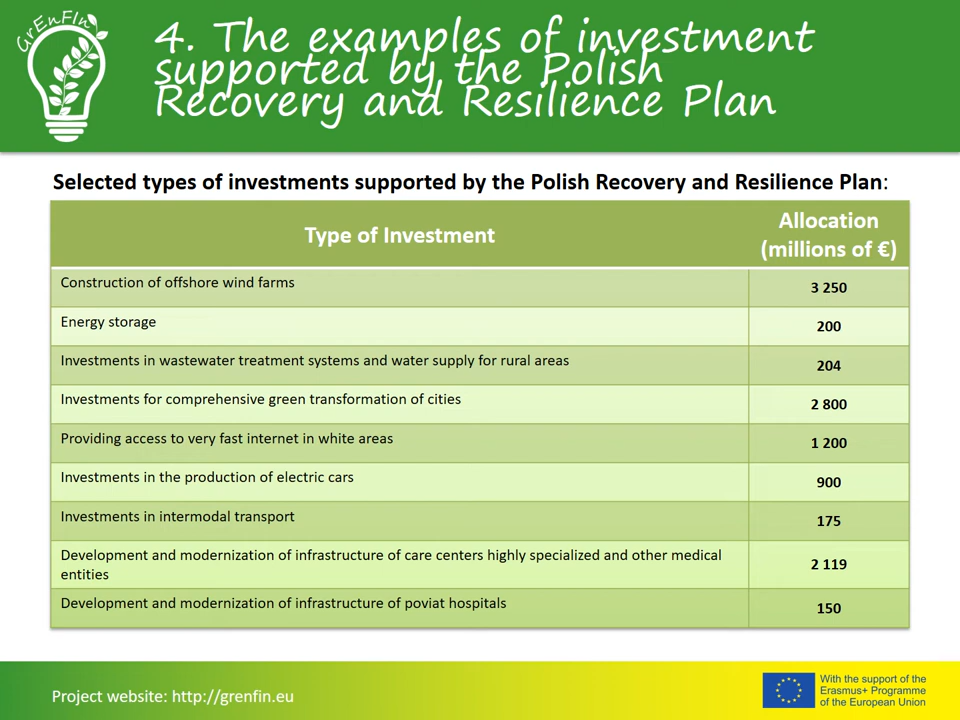 GrEnFIn
4. The examples of investment
supported by the Polish
Recovery and Resilience Plan
Selected types of investments supported by the Polish Recovery and Resilience Plan:
Type of Investment
Allocation
(millions of €)
Construction of offshore wind farms
3 250
Energy storage
200
Investments in wastewater treatment systems and water supply for rural areas
204
Investments for comprehensive green transformation of cities
2 800
Providing access to very fast internet in white areas
1 200
Investments in the production of electric cars
900
Investments in intermodal transport
175
Development and modernization of infrastructure of care centers highly specialized and other medical
entities
2 119
Development and modernization of infrastructure of poviat hospitals
150
Project website: http://grenfin.eu
With the support of the
Erasmus+ Programme
of the European Union